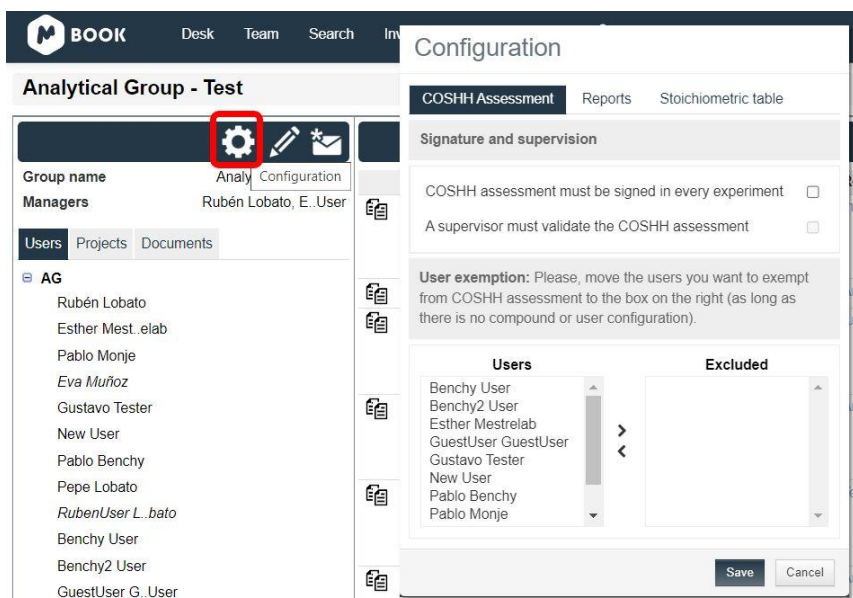 BOOK
Desk Team Search
Analytical Group - Test
Group name
Configuration
Managers Rubén Lobato, E..User
Users Projects Documents
AG
Rubén Lobato
Esther Mest..elab
Pablo Monje
Eva Muñoz
Gustavo Tester
New User
Pablo Benchy
Pepe Lobato
RubenUser L..bato
Benchy User
Benchy2 User
GuestUser G..User
Configuration
COSHH Assessment Reports Stoichiometric table
Signature and supervision
COSHH assessment must be signed in every experiment
A supervisor must validate the COSHH assessment
User exemption: Please, move the users you want to exempt
from COSHH assessment to the box on the right (as long as
there is no compound or user configuration).
Users Excluded
Benchy User
Benchy2 User
Esther Mestrelab
GuestUser GuestUser
Gustavo Tester
New User
Pablo Benchy
Pablo Monje
Save Cancel